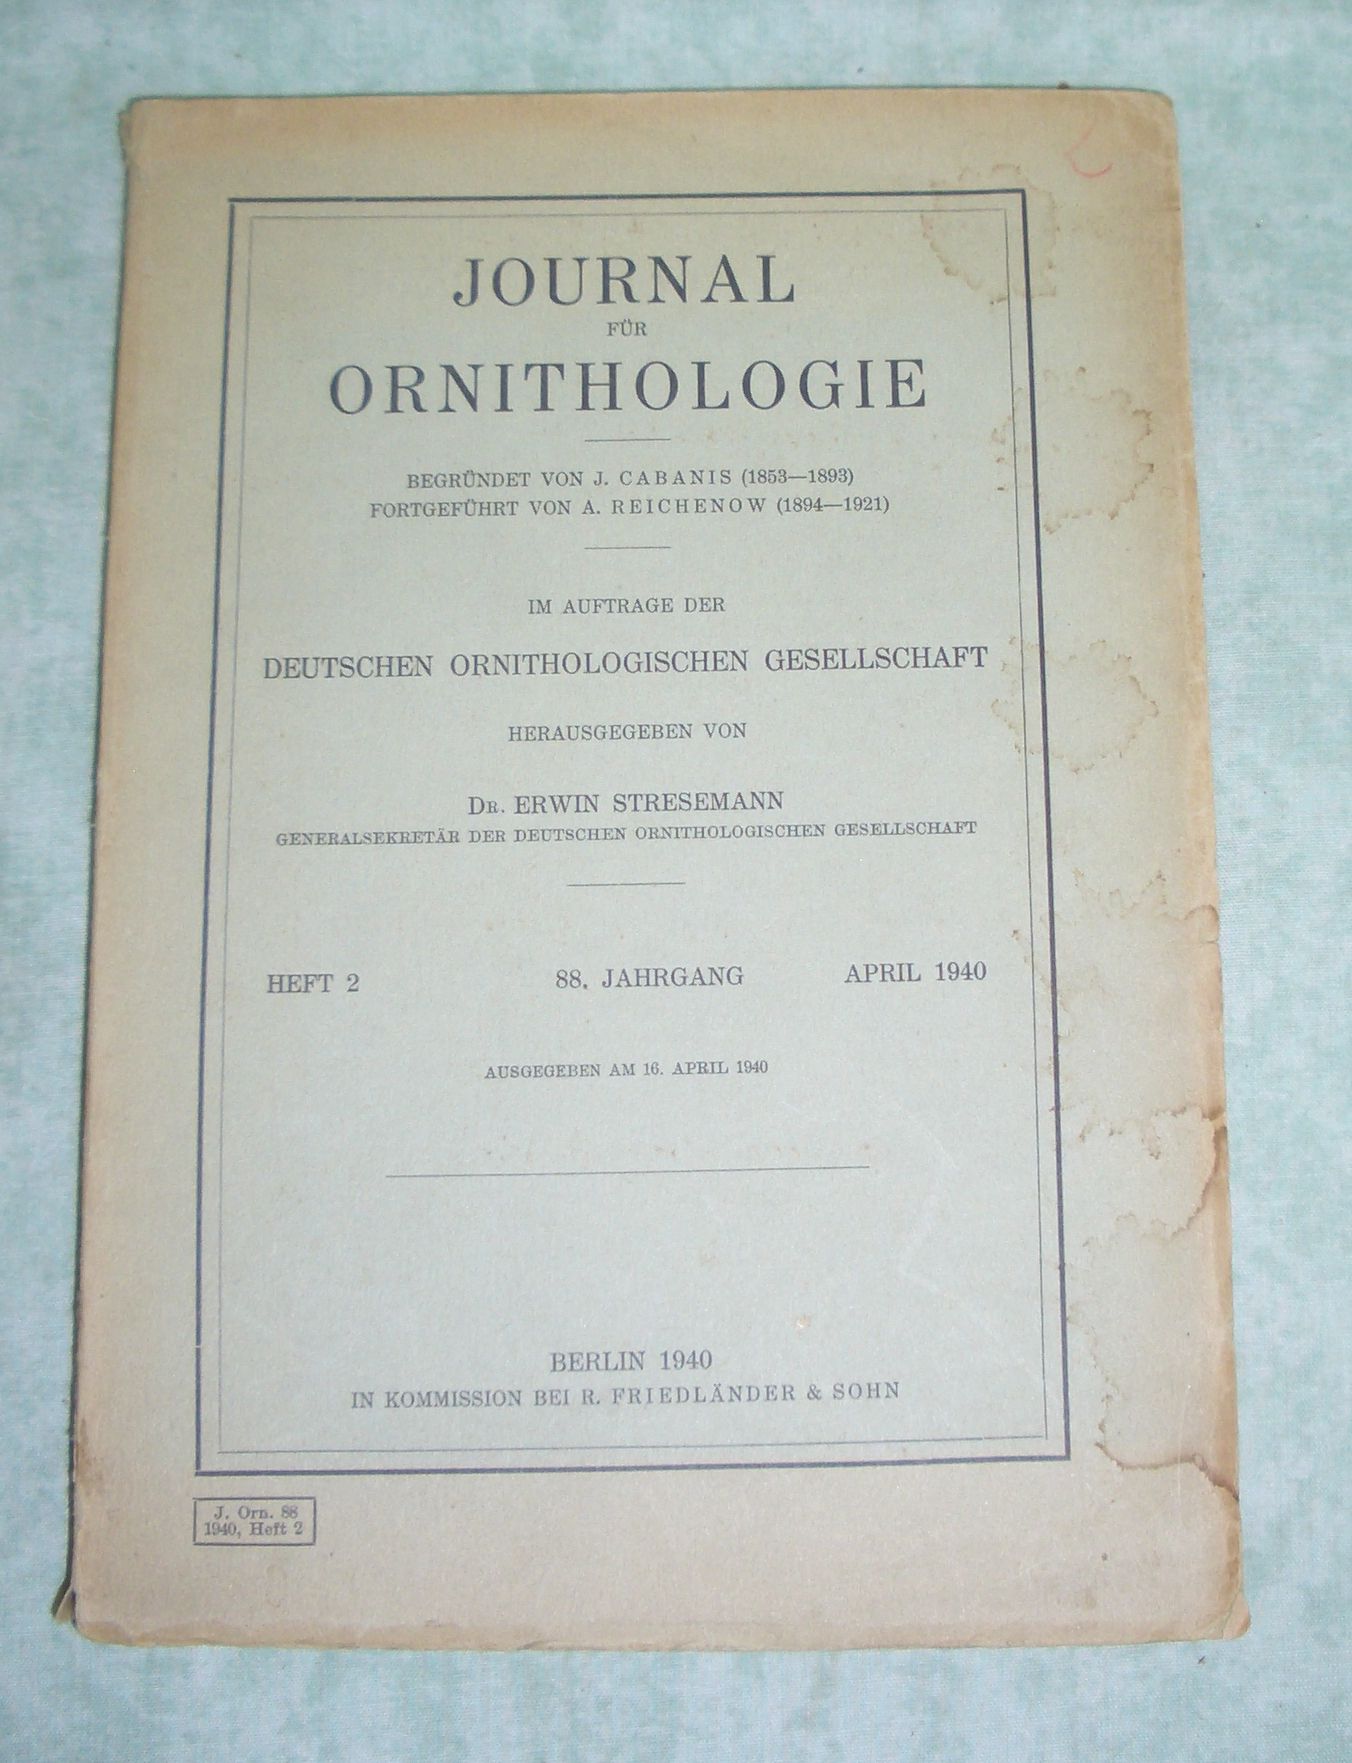 2
JOURNAL
FÜR
ORNITHOLOGIE
BEGRÜNDET VON J. CABANIS (1853—1893)
FORTGEFÜHRT VON A. REICHENOW (1894—1921)
IM AUFTRAGE DER
DEUTSCHEN ORNITHOLOGISCHEN GESELLSCHAFT
HERAUSGEGEBEN VON
DR. ERWIN STRESEMANN
GENERALSEKRETÄR DER DEUTSCHEN ORNITHOLOGISCHEN GESELLSCHAFT
HEFT 2 88. JAHRGANG APRIL 1940
AUSGEGEBEN AM 16. APRIL 1940
BERLIN 1940
IN KOMMISSION BEI R. FRIEDLÄNDER & SOHN
J. Orn. 88
1940, Heft 2